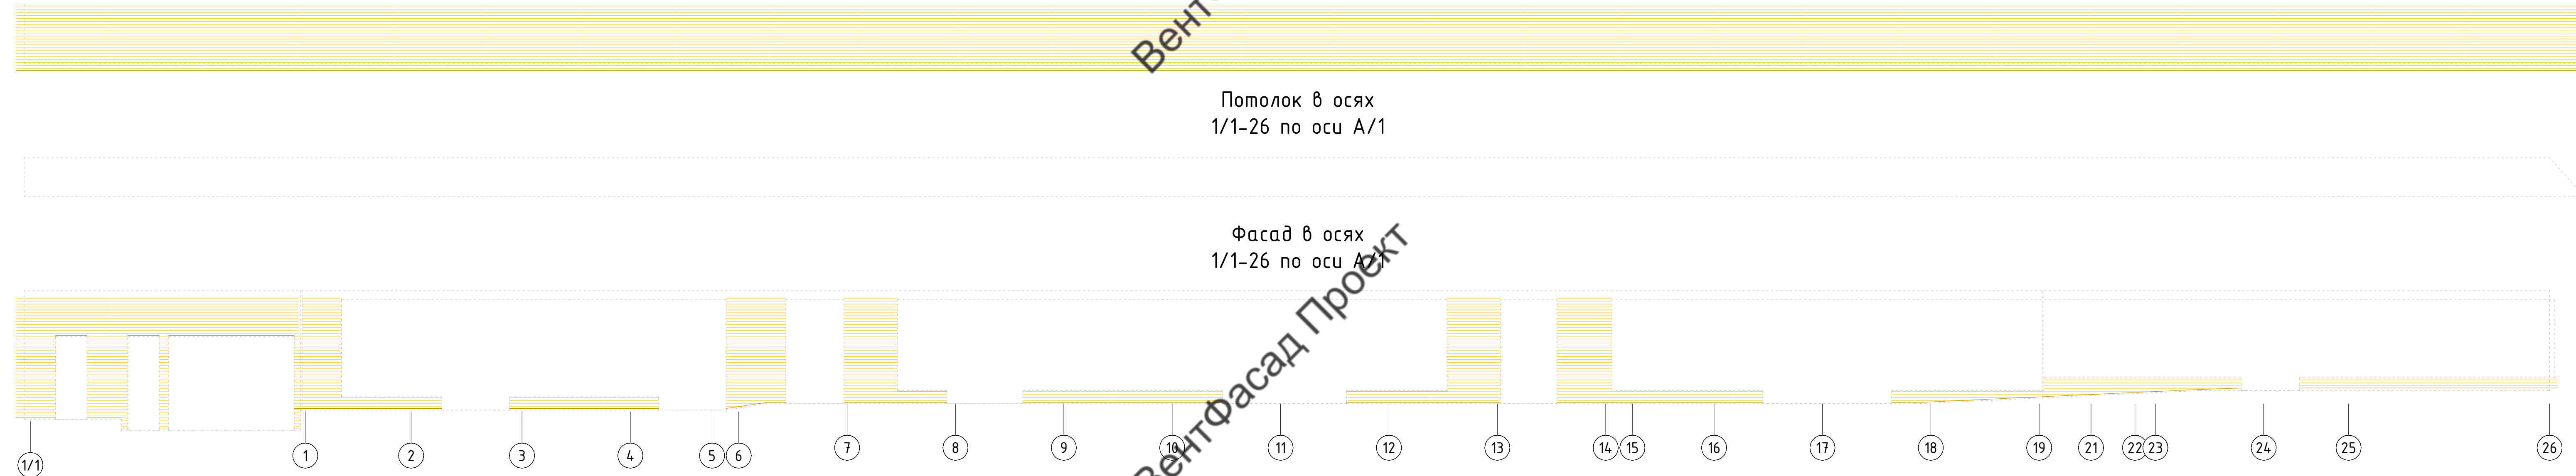 Вент
Потолок в осях
1/1-26 по оси А/1
Фасад в осях
1/1-26 по оси А/1
ВентФасад Проект
1/1 1 2 3 4 5 6 7 8 9 10 11 12 13 14 15 16 17 18 19 21 22 23 24 25 26